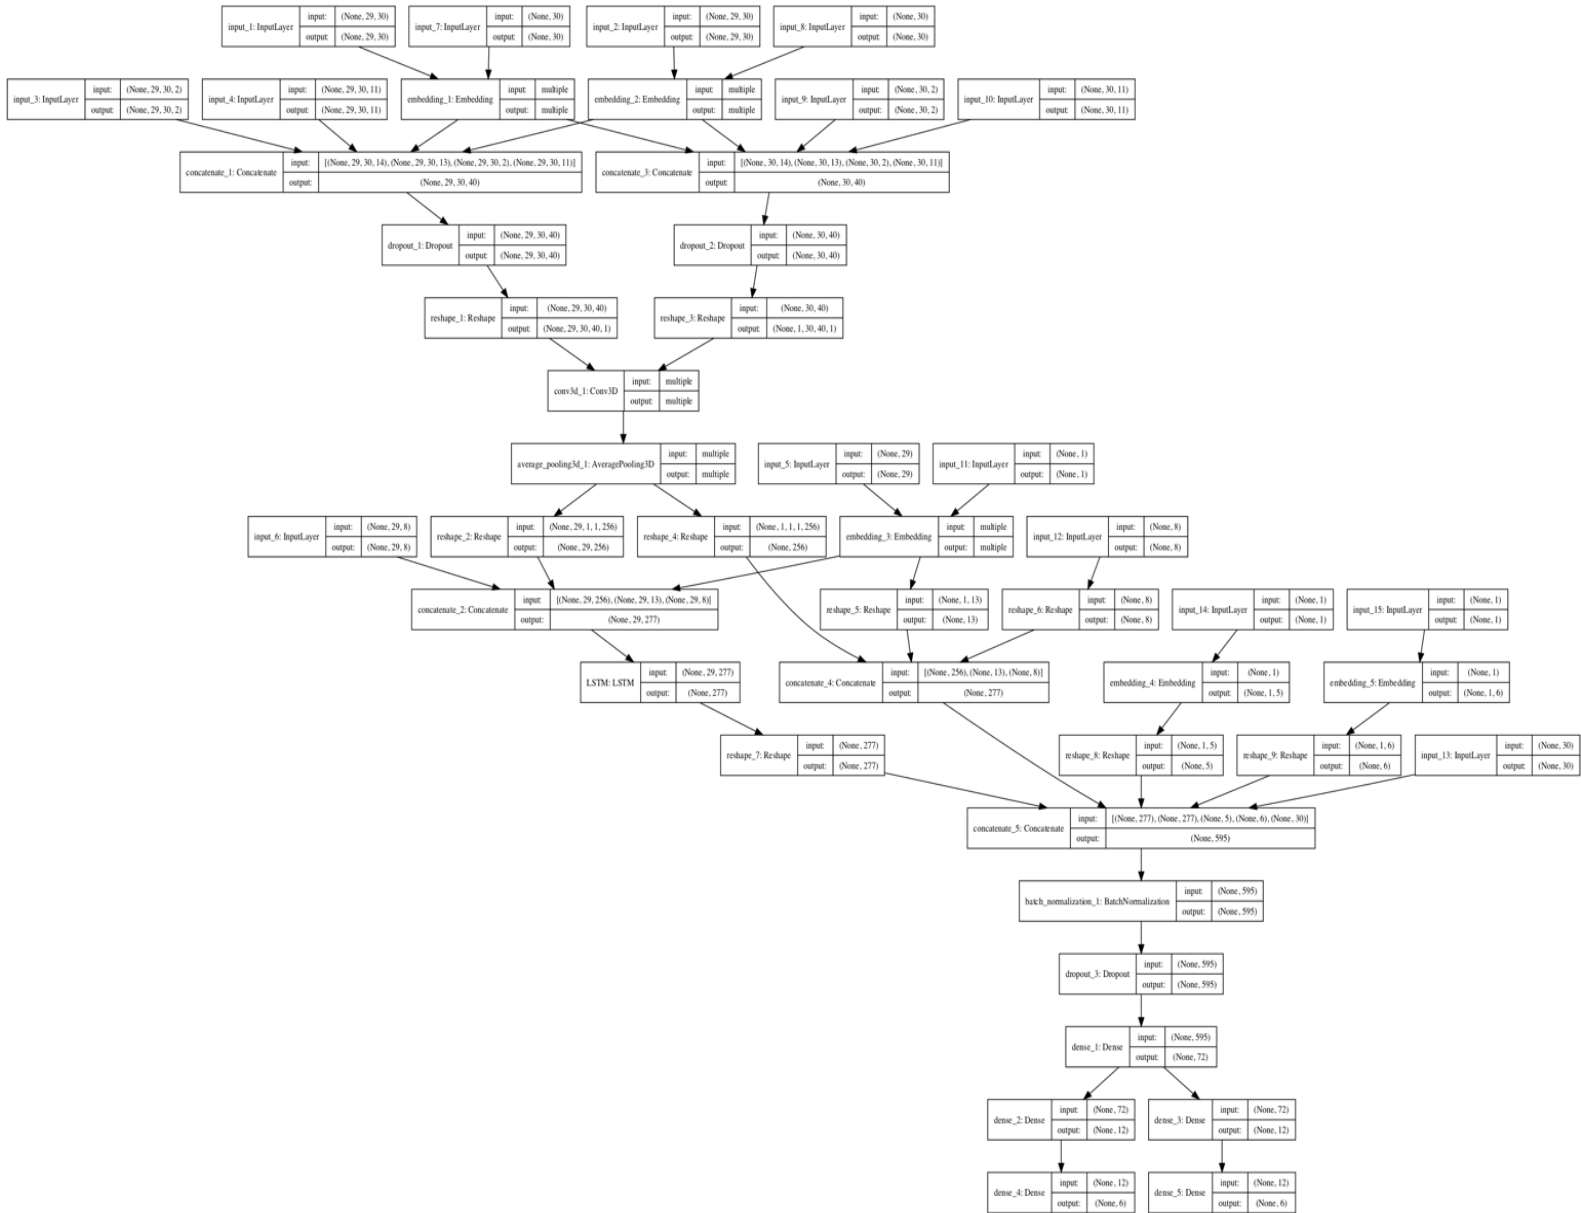 input_1: InputLayer input: (None, 29, 30) output: (None, 29, 30)
input_7: InputLayer input: (None, 30) output: (None, 30)
input_2: InputLayer input: (None, 29, 30) output: (None, 29, 30)
input_8: InputLayer input: (None, 30) output: (None, 30)
input_3: InputLayer input: (None, 29, 30, 2) output: (None, 29, 30, 2)
input_4: InputLayer input: (None, 29, 30, 11) output: (None, 29, 30, 11)
embedding_1: Embedding input: multiple output: multiple
embedding_2: Embedding input: multiple output: multiple
input_9: InputLayer input: (None, 30, 2) output: (None, 30, 2)
input_10: InputLayer input: (None, 30, 11) output: (None, 30, 11)
concatenate_1: Concatenate input: [(None, 29, 30, 14), (None, 29, 30, 13), (None, 29, 30, 2), (None, 29, 30, 11)] output: (None, 29, 30, 40)
concatenate_3: Concatenate input: [(None, 30, 14), (None, 30, 13), (None, 30, 2), (None, 30, 11)] output: (None, 30, 40)
dropout_1: Dropout input: (None, 29, 30, 40) output: (None, 29, 30, 40)
dropout_2: Dropout input: (None, 30, 40) output: (None, 30, 40)
reshape_1: Reshape input: (None, 29, 30, 40) output: (None, 29, 30, 40, 1)
reshape_3: Reshape input: (None, 30, 40) output: (None, 1, 30, 40, 1)
conv3d_1: Conv3D input: multiple output: multiple
average_pooling3d_1: AveragePooling3D input: multiple output: multiple
input_5: InputLayer input: (None, 29) output: (None, 29)
input_11: InputLayer input: (None, 1) output: (None, 1)
input_6: InputLayer input: (None, 29, 8) output: (None, 29, 8)
reshape_2: Reshape input: (None, 29, 1, 1, 256) output: (None, 29, 256)
reshape_4: Reshape input: (None, 1, 1, 1, 256) output: (None, 256)
embedding_3: Embedding input: multiple output: multiple
input_12: InputLayer input: (None, 8) output: (None, 8)
concatenate_2: Concatenate input: [(None, 29, 256), (None, 29, 13), (None, 29, 8)] output: (None, 29, 277)
reshape_5: Reshape input: (None, 1, 13) output: (None, 13)
reshape_6: Reshape input: (None, 8) output: (None, 8)
input_14: InputLayer input: (None, 1) output: (None, 1)
input_15: InputLayer input: (None, 1) output: (None, 1)
LSTM: LSTM input: (None, 29, 277) output: (None, 277)
concatenate_4: Concatenate input: [(None, 256), (None, 13), (None, 8)] output: (None, 277)
embedding_4: Embedding input: (None, 1) output: (None, 1, 5)
embedding_5: Embedding input: (None, 1) output: (None, 1, 6)
reshape_7: Reshape input: (None, 277) output: (None, 277)
reshape_8: Reshape input: (None, 1, 5) output: (None, 5)
reshape_9: Reshape input: (None, 1, 6) output: (None, 6)
input_13: InputLayer input: (None, 30) output: (None, 30)
concatenate_5: Concatenate input: [(None, 277), (None, 277), (None, 5), (None, 6), (None, 30)] output: (None, 595)
batch_normalization_1: BatchNormalization input: (None, 595) output: (None, 595)
dropout_3: Dropout input: (None, 595) output: (None, 595)
dense_1: Dense input: (None, 595) output: (None, 72)
dense_2: Dense input: (None, 72) output: (None, 12)
dense_3: Dense input: (None, 72) output: (None, 12)
dense_4: Dense input: (None, 12) output: (None, 6)
dense_5: Dense input: (None, 12) output: (None, 6)